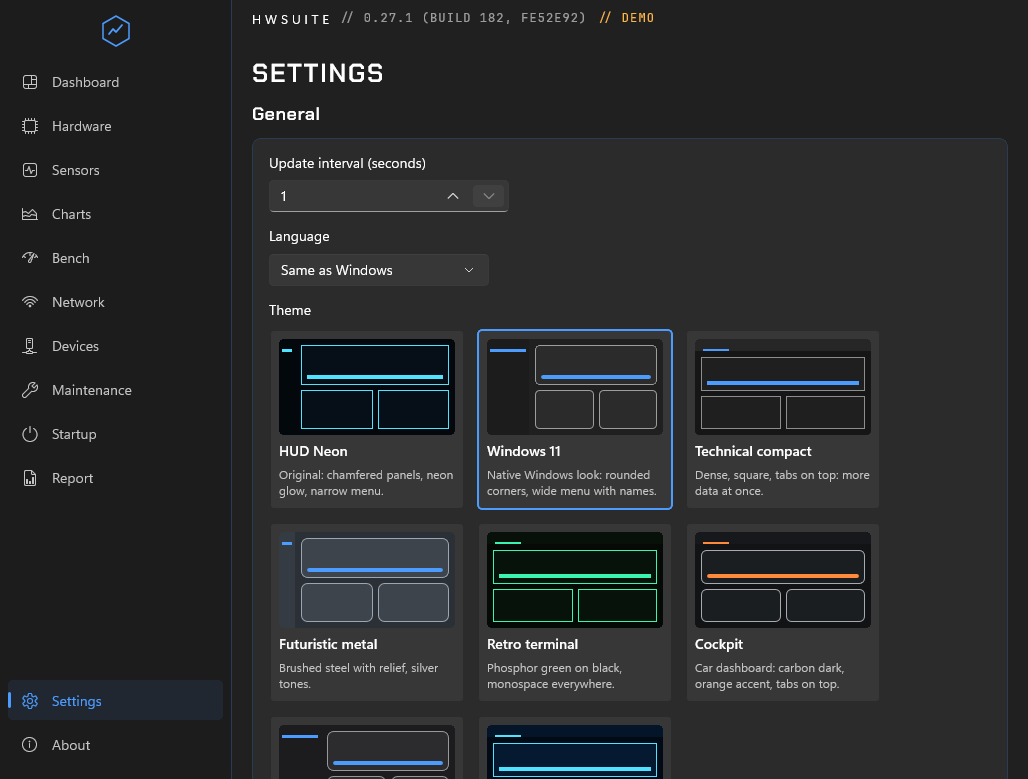 HWSUITE // 0.27.1 (BUILD 182, FE52E92) // DEMO
Dashboard
Hardware
Sensors
Charts
Bench
Network
Devices
Maintenance
Startup
Report
Settings
About
SETTINGS
General
Update interval (seconds)
1
Language
Same as Windows
Theme
HUD Neon
Original: chamfered panels, neon
glow, narrow menu.
Windows 11
Native Windows look: rounded
corners, wide menu with names.
Technical compact
Dense, square, tabs on top: more
data at once.
Futuristic metal
Brushed steel with relief, silver
tones.
Retro terminal
Phosphor green on black,
monospace everywhere.
Cockpit
Car dashboard: carbon dark,
orange accent, tabs on top.